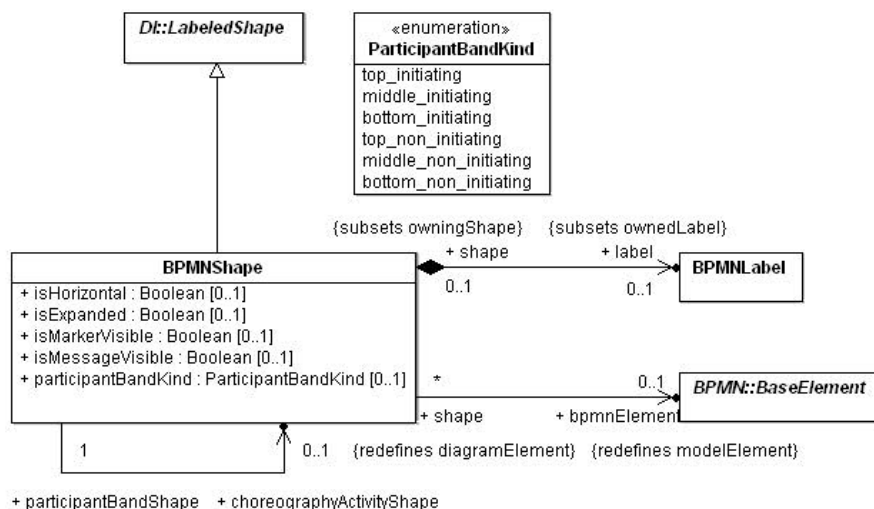 DI::LabeledShape
«enumeration»
ParticipantBandKind
top_initiating
middle_initiating
bottom_initiating
top_non_initiating
middle_non_initiating
bottom_non_initiating
{subsets owningShape} {subsets ownedLabel}
+ shape + label
0..1 0..1
BPMNLabel
BPMNShape
+ isHorizontal : Boolean [0..1]
+ isExpanded : Boolean [0..1]
+ isMarkerVisible : Boolean [0..1]
+ isMessageVisible : Boolean [0..1]
+ participantBandKind : ParticipantBandKind [0..1]
* 0..1
BPMN::BaseElement
+ shape + bpmnElement
1 0..1 {redefines diagramElement} {redefines modelElement}
+ participantBandShape + choreographyActivityShape